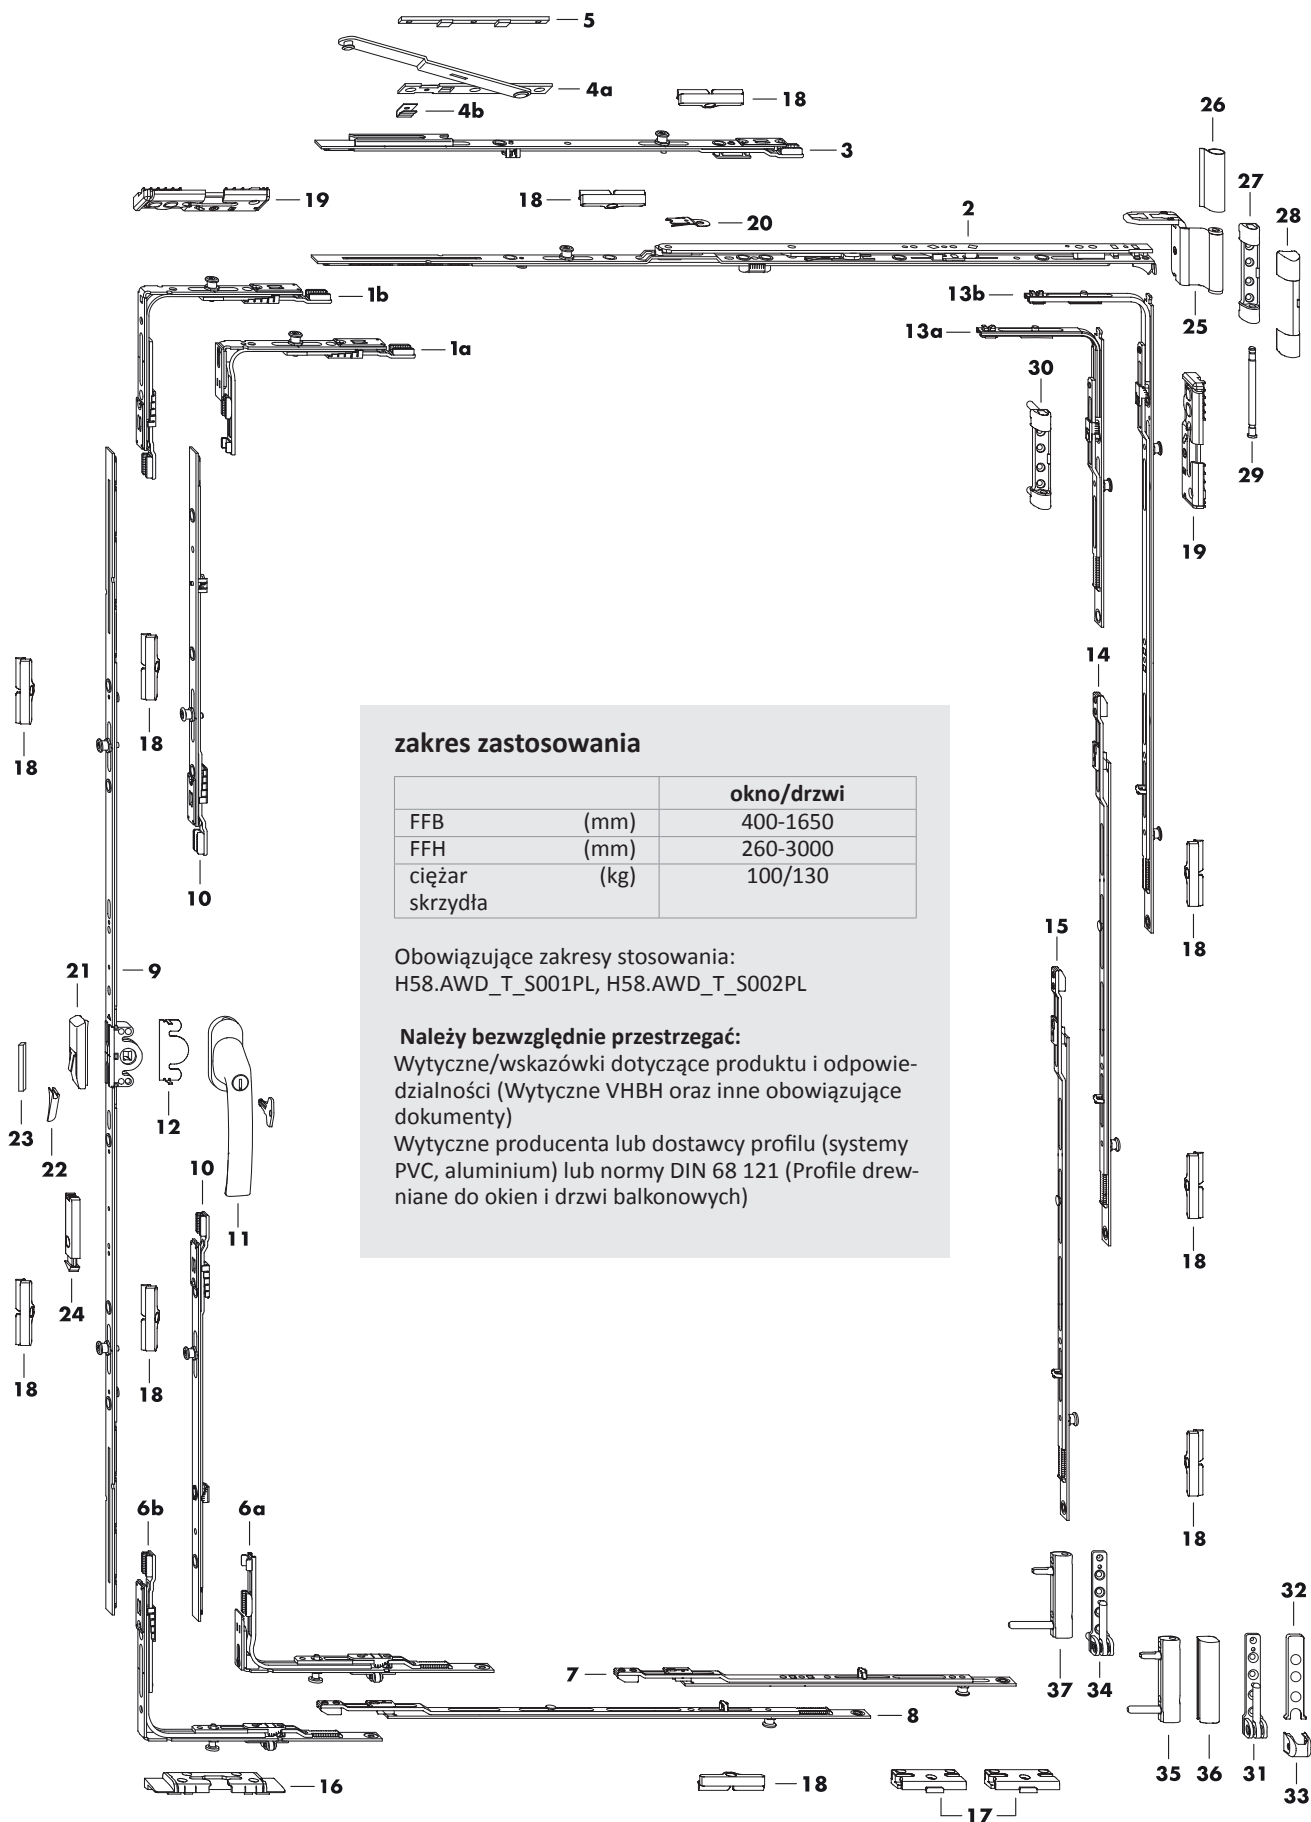 5
4a
4b
18
3
26
27
28
19
18
20
2
1b
13b
25
1a
13a
30
29
19
14
18
18
zakres zastosowania
okno/drzwi
FFB (mm) 400-1650
FFH (mm) 260-3000
ciężar (kg) 100/130
skrzydła
10
18
15
21
9
Obowiązujące zakresy stosowania:
H58.AWD_T_S001PL, H58.AWD_T_S002PL
Należy bezwzględnie przestrzegać:
Wytyczne/wskazówki dotyczące produktu i odpowie-
dzialności (Wytyczne VHBH oraz inne obowiązujące
dokumenty)
Wytyczne producenta lub dostawcy profilu (systemy
PVC, aluminium) lub normy DIN 68 121 (Profile drew-
niane do okien i drzwi balkonowych)
23
12
22
10
11
18
24
18
18
6b
6a
18
32
7
37
34
8
35
36
31
33
16
18
17